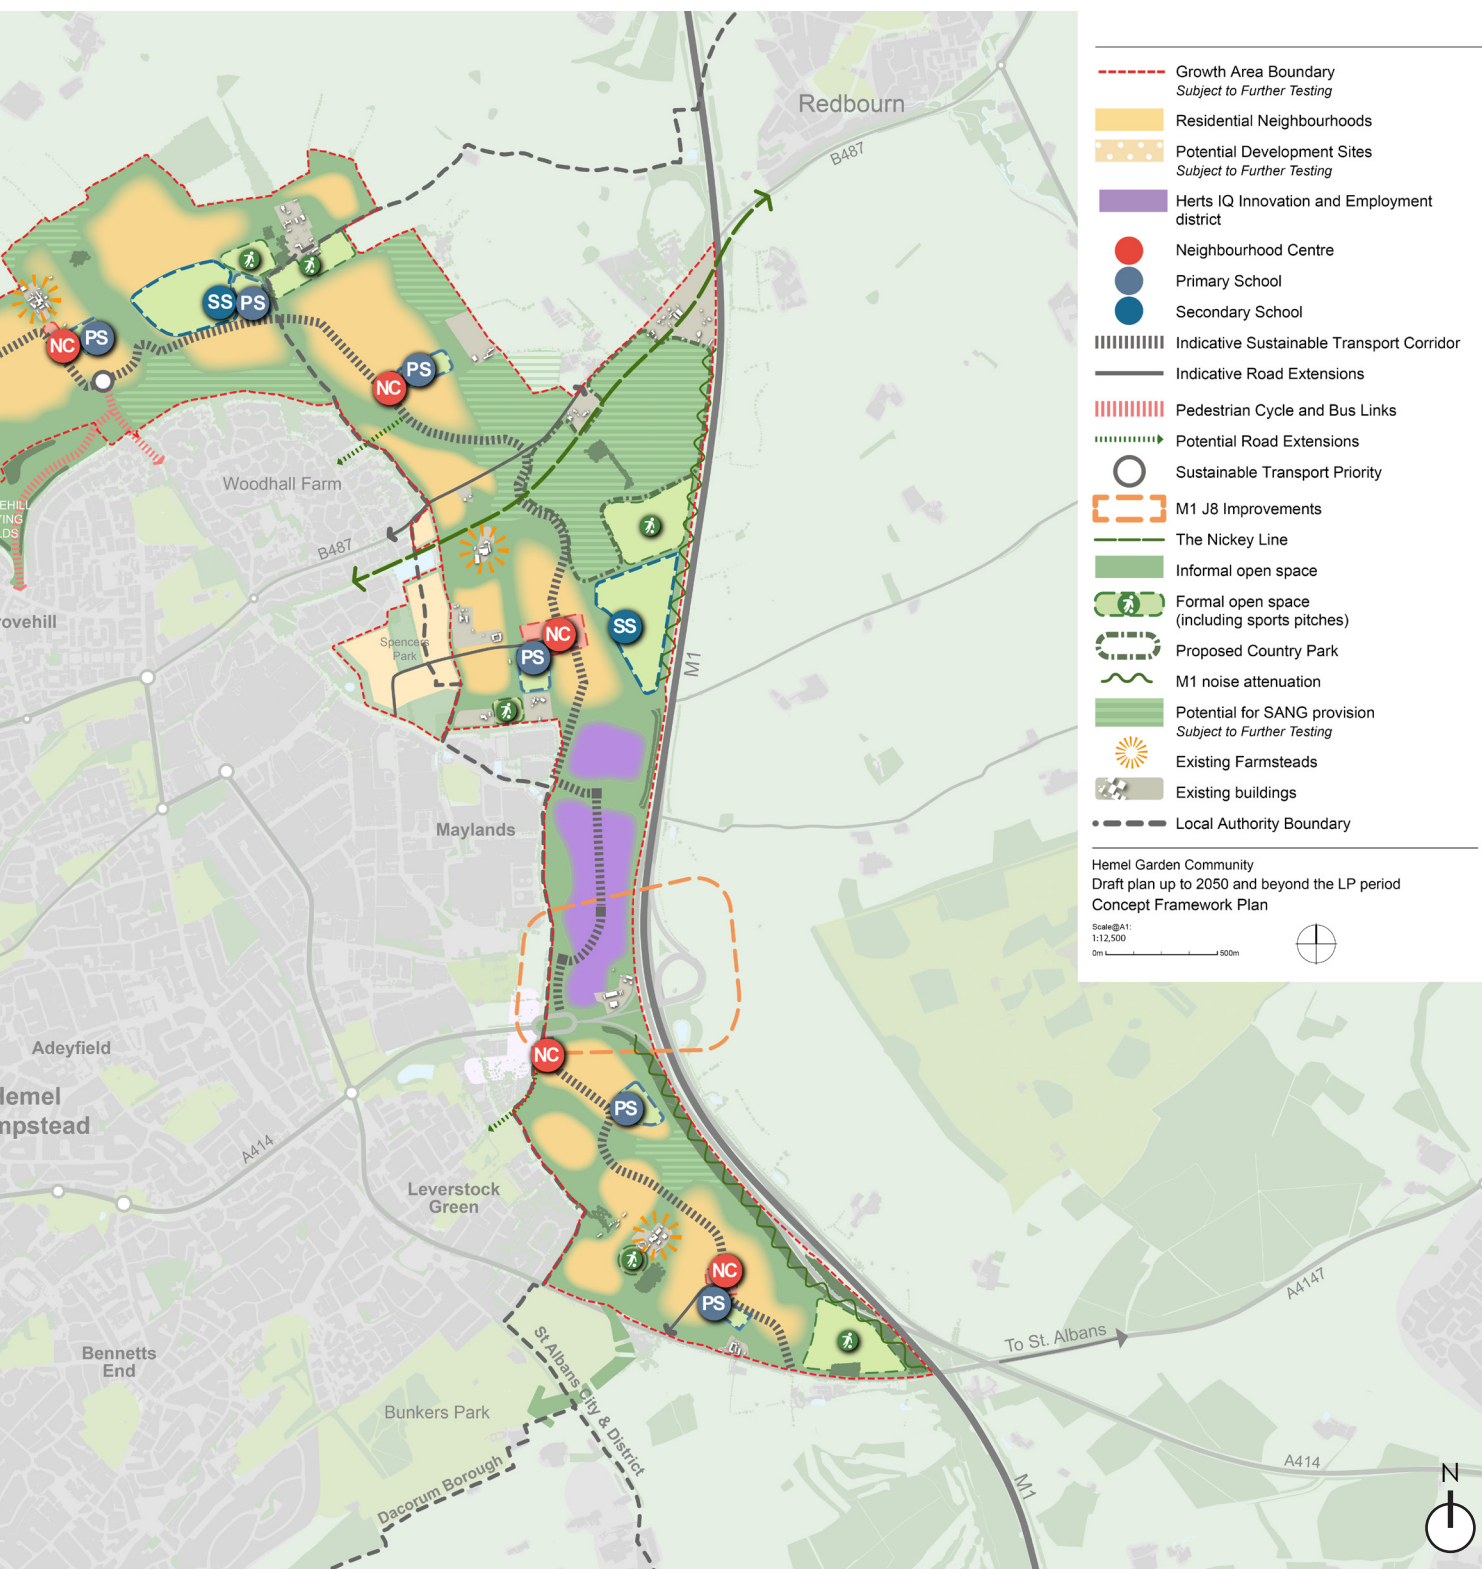 Redbourn
B487
SS
PS
NC
PS
PS
NC
Woodhall Farm
B487
Spencers
Park
NC
SS
PS
M1
Maylands
NC
Adeyfield
PS
A414
Leverstock
Green
NC
PS
Bennetts
End
Bunkers Park
St Albans City & District
Dacorum Borough
To St. Albans
A4147
A414
M1
N
Growth Area Boundary
Subject to Further Testing
Residential Neighbourhoods
Potential Development Sites
Subject to Further Testing
Herts IQ Innovation and Employment
district
Neighbourhood Centre
Primary School
Secondary School
Indicative Sustainable Transport Corridor
Indicative Road Extensions
Pedestrian Cycle and Bus Links
Potential Road Extensions
Sustainable Transport Priority
M1 J8 Improvements
The Nickey Line
Informal open space
Formal open space
(including sports pitches)
Proposed Country Park
M1 noise attenuation
Potential for SANG provision
Subject to Further Testing
Existing Farmsteads
Existing buildings
Local Authority Boundary
Hemel Garden Community
Draft plan up to 2050 and beyond the LP period
Concept Framework Plan
Scale@A1:
1:12,500
0m
500m